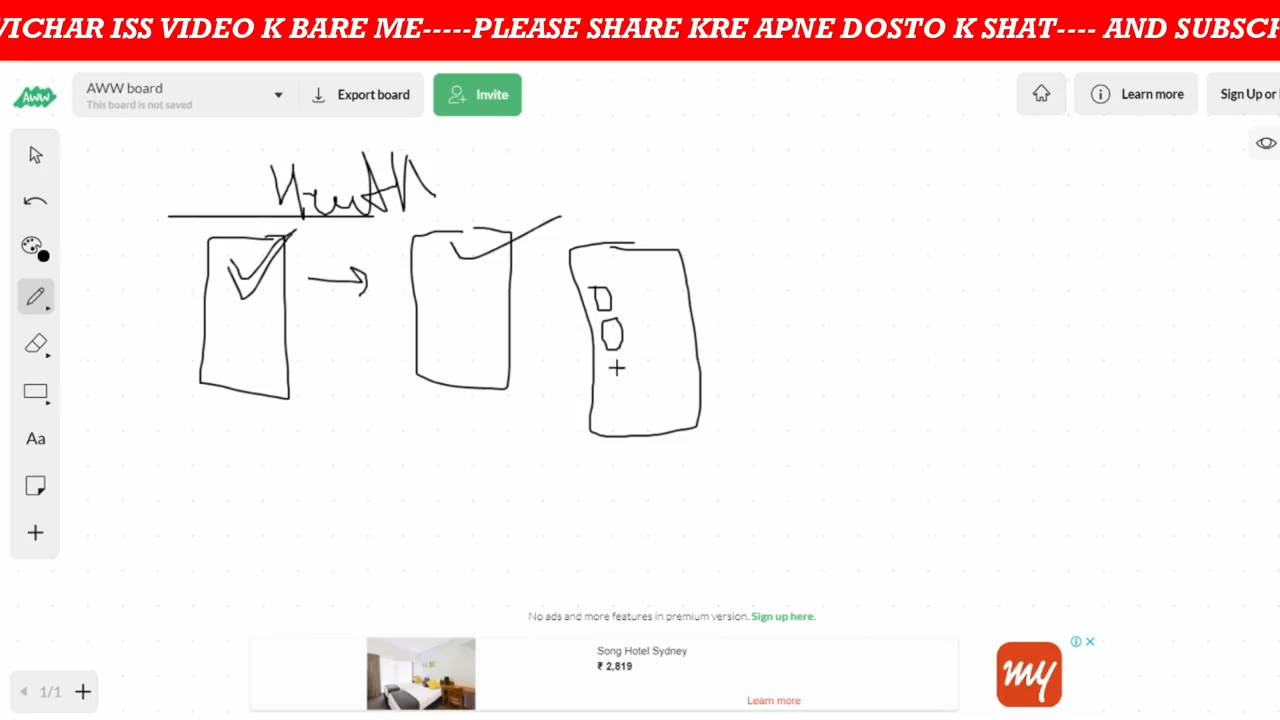 VICHAR ISS VIDEO K BARE ME-----PLEASE SHARE KRE APNE DOSTO K SHAT---- AND SUBSCR
AWW
AWW board
This board is not saved
Export board
Invite
Learn more
Sign Up or
Aa
No ads and more features in premium version. Sign up here.
Song Hotel Sydney
₹ 2,819
Learn more
my
1/1